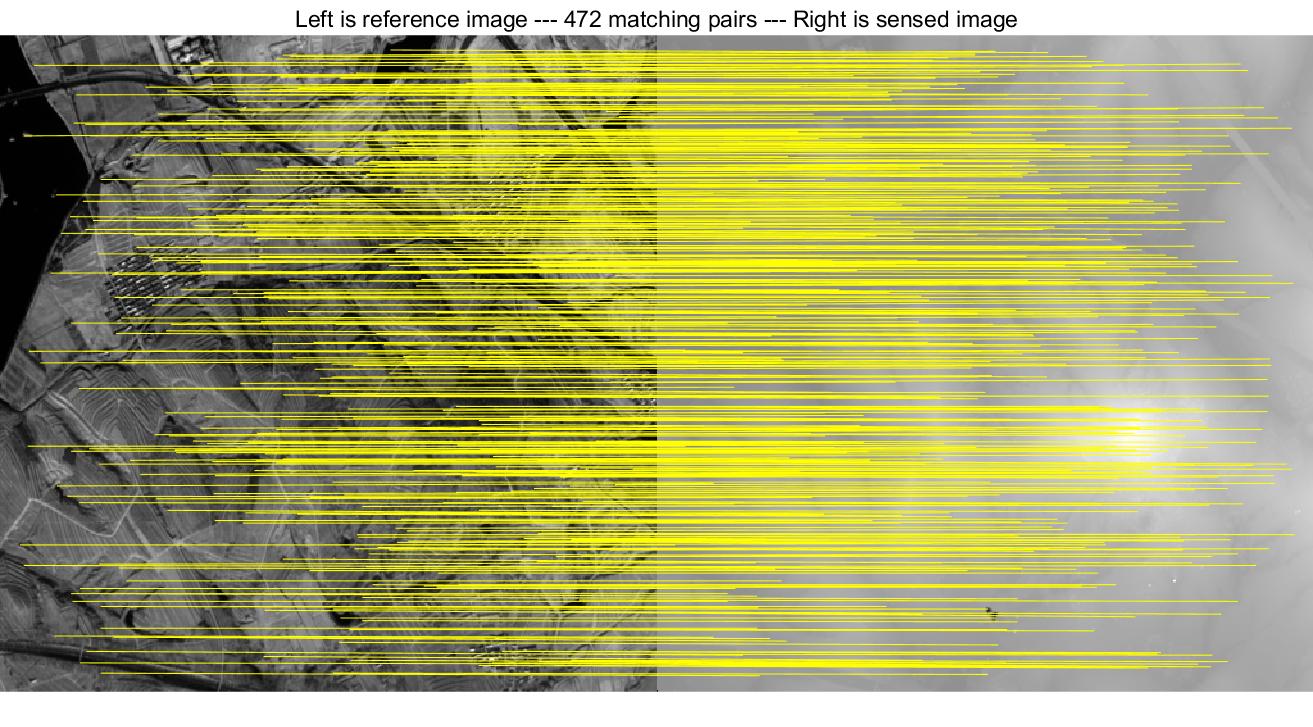 Left is reference image --- 472 matching pairs --- Right is sensed image